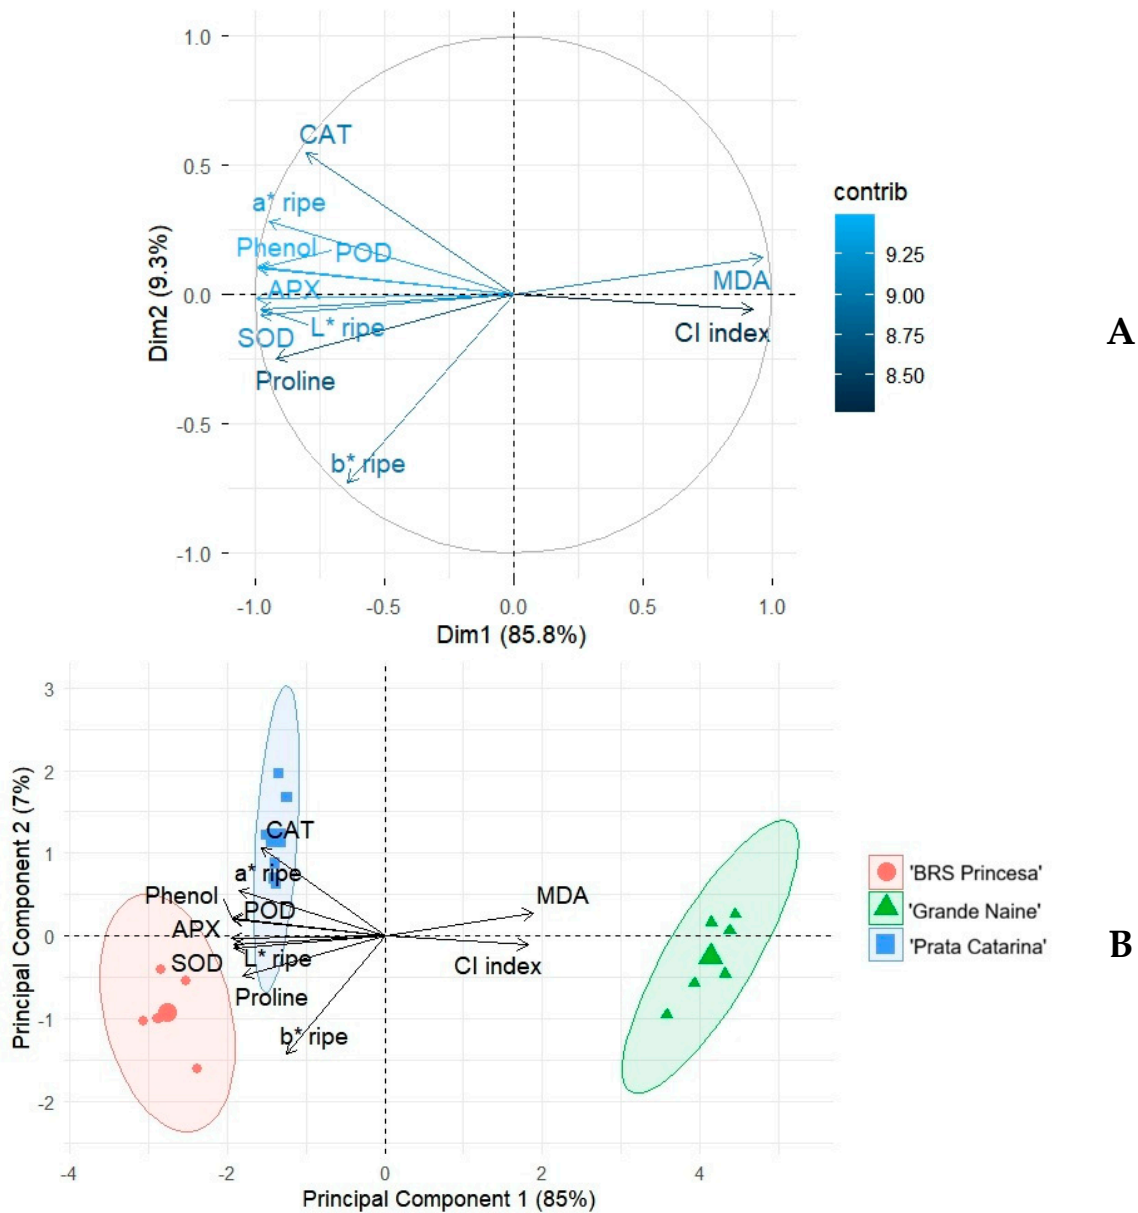 1.0
0.5
0.0
-0.5
-1.0
Dim2 (9.3%)
CAT
a* ripe
Phenol
POD
APX
L* ripe
SOD
Proline
b* ripe
MDA
CI index
-1.0
-0.5
0.0
0.5
1.0
Dim1 (85.8%)
contrib
9.25
9.00
8.75
8.50
A
3
2
1
0
-1
-2
Principal Component 2 (7%)
CAT
a* ripe
Phenol
POD
APX
SOD
L* ripe
Proline
b* ripe
MDA
CI index
-4
-2
0
2
4
Principal Component 1 (85%)
'BRS Princesa'
'Grande Naine'
'Prata Catarina'
B